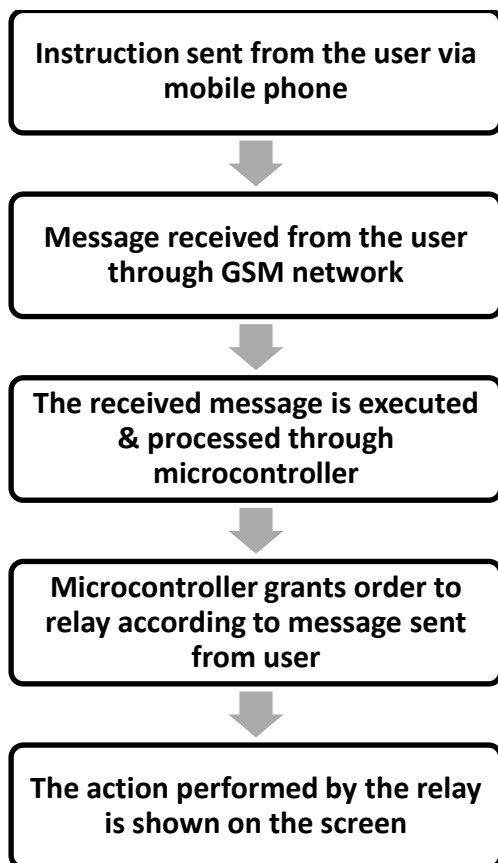 Instruction sent from the user via
mobile phone
Message received from the user
through GSM network
The received message is executed
& processed through
microcontroller
Microcontroller grants order to
relay according to message sent
from user
The action performed by the relay
is shown on the screen